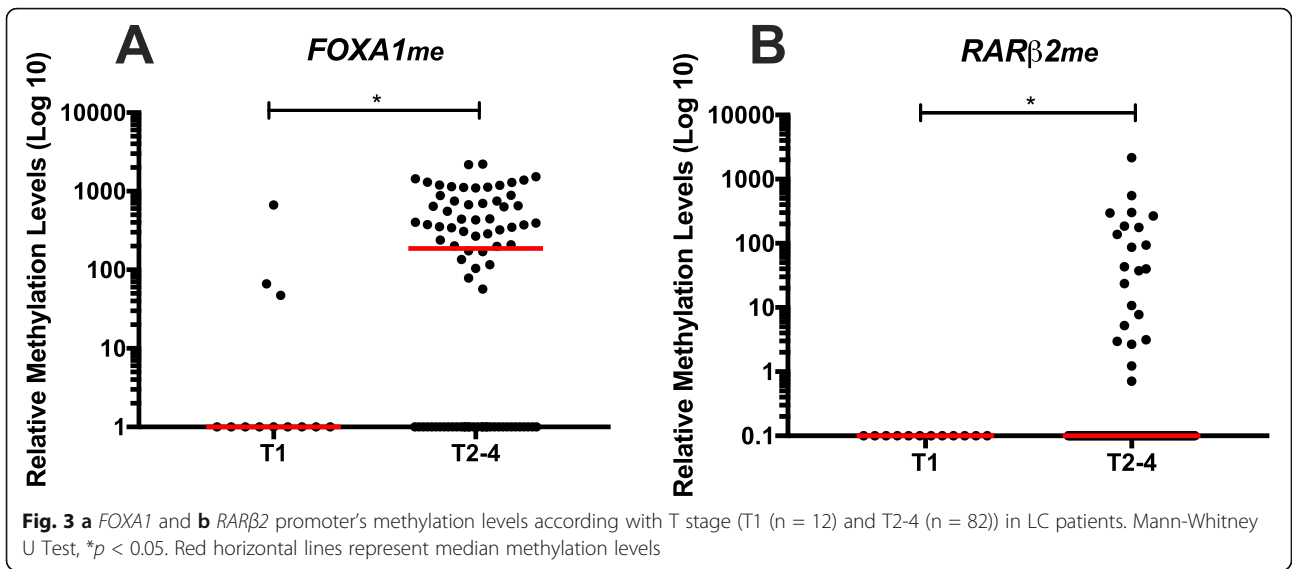 A
FOXA1me
Relative Methylation Levels (Log 10)
*
10000
1000
100
10
1
T1
T2-4
B
RARβ2me
Relative Methylation Levels (Log 10)
*
10000
1000
100
10
1
0.1
T1
T2-4
Fig. 3 a FOXA1 and b RARβ2 promoter’s methylation levels according with T stage (T1 (n = 12) and T2-4 (n = 82)) in LC patients. Mann-Whitney
U Test, *p < 0.05. Red horizontal lines represent median methylation levels